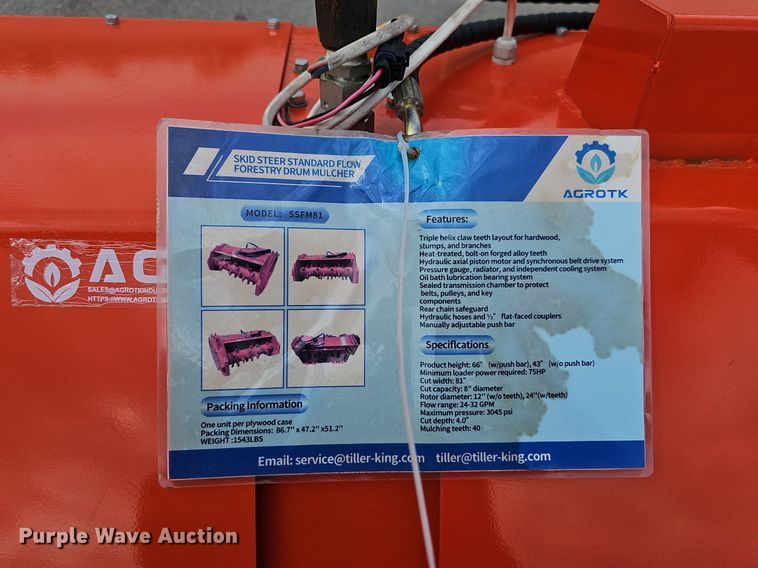 SKID STEER STANDARD FLOW
FORESTRY DRUM MULCHER
AGROTK
MODEL: SSFM81
Features:
Triple helix claw teeth layout for hardwood,
stumps, and branches
Heat-treated, bolt-on forged alloy teeth
Hydraulic axial piston motor and synchronous belt drive system
Pressure gauge, radiator, and independent cooling system
Oil bath lubrication bearing system
Sealed transmission chamber to protect
belts, pulleys, and key
components
Rear chain safeguard
Hydraulic hoses and ½" flat-faced couplers
Manually adjustable push bar
Specifications
Product height: 66" (w/push bar), 43" (w/o push bar)
Minimum loader power required: 75HP
Cut width: 81"
Cut capacity: 8" diameter
Rotor diameter: 12" (w/o teeth), 24"(w/teeth)
Flow range: 24-32 GPM
Maximum pressure: 3045 psi
Cut depth: 4.0"
Mulching teeth: 40
Packing Information
One unit per plywood case
Packing Dimensions: 86.7" x 47.2" x51.2"
WEIGHT :1543LBS
Email: service@tiller-king.com tiller@tiller-king.com
AG
SALES@AGROTKINDU
HTTPS://WWW.AGROT
Purple Wave Auction